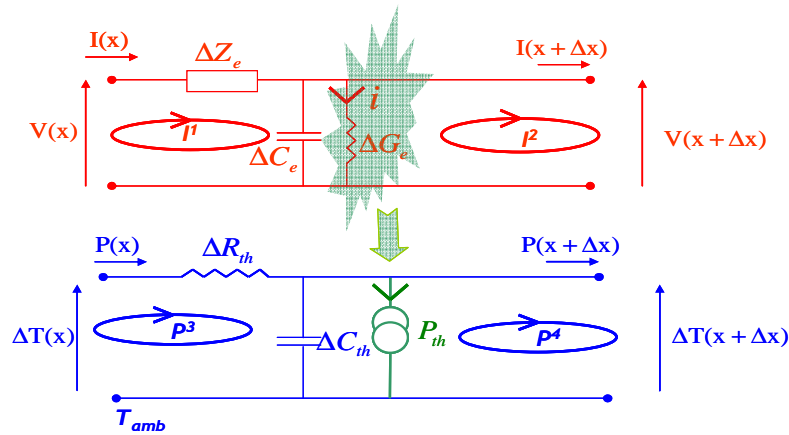 I(x)
ΔZe
I(x + Δx)
i
V(x)
I1
ΔCe
ΔGe
I2
V(x + Δx)
P(x)
ΔRth
P(x + Δx)
ΔT(x)
P3
ΔCth
Pth
P4
ΔT(x + Δx)
Tamb